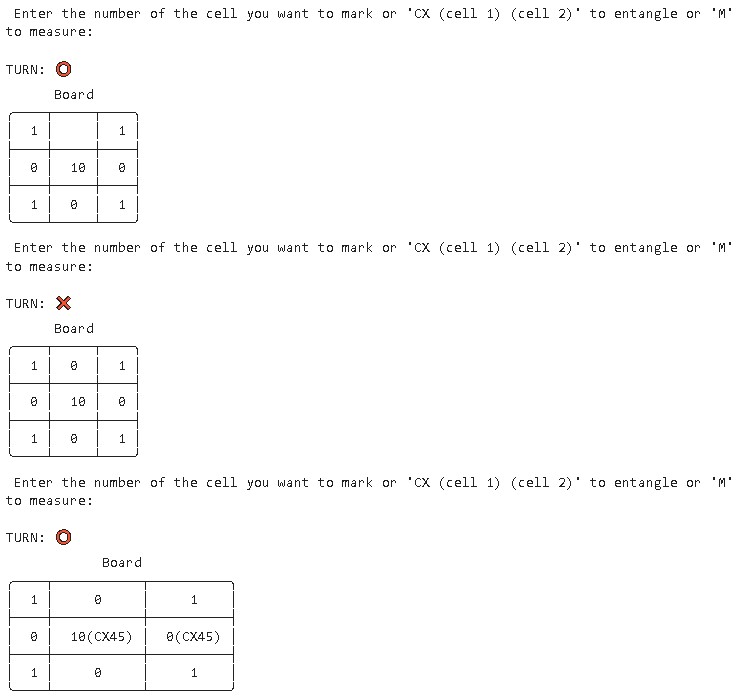 Enter the number of the cell you want to mark or 'CX (cell 1) (cell 2)' to entangle or 'M'
to measure:
TURN: ⭕
Board
1 1
0 10 0
1 0 1
Enter the number of the cell you want to mark or 'CX (cell 1) (cell 2)' to entangle or 'M'
to measure:
TURN: ❌
Board
1 0 1
0 10 0
1 0 1
Enter the number of the cell you want to mark or 'CX (cell 1) (cell 2)' to entangle or 'M'
to measure:
TURN: ⭕
Board
1 0 1
0 10(CX45) 0(CX45)
1 0 1